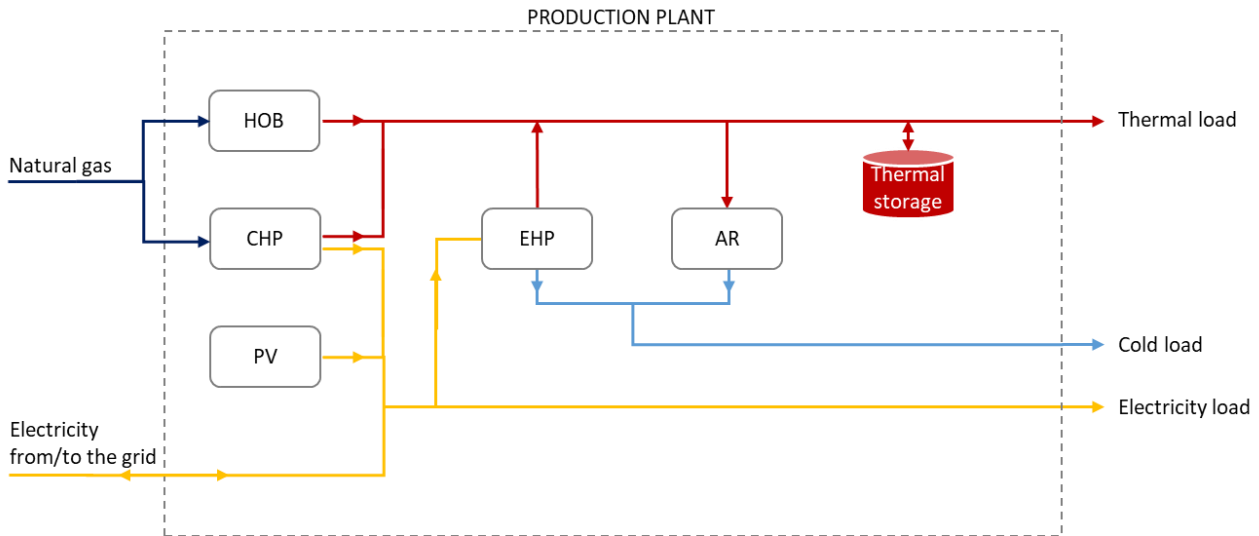 PRODUCTION PLANT
HOB
Thermal load
Natural gas
Thermal
storage
CHP
EHP
AR
PV
Cold load
Electricity load
Electricity
from/to the grid